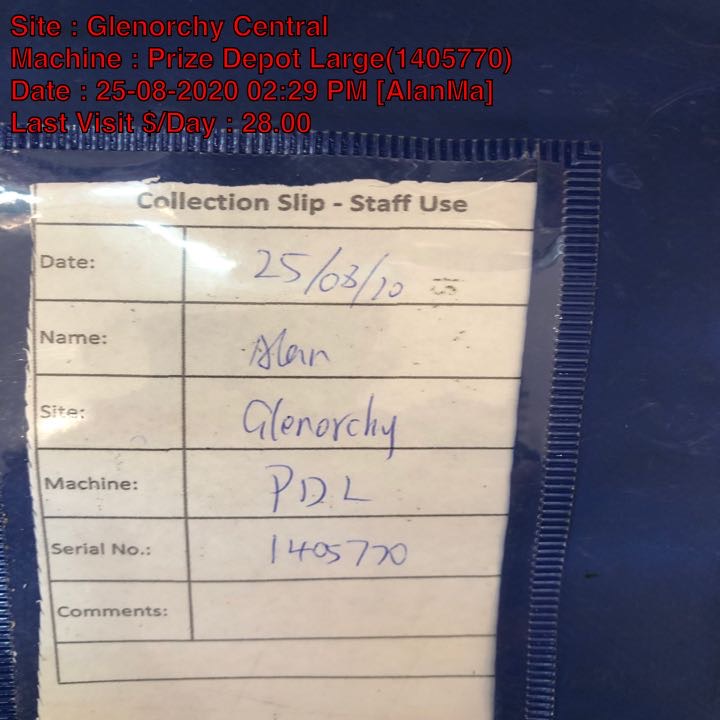 Site : Glenorchy Central
Machine : Prize Depot Large(1405770)
Date : 25-08-2020 02:29 PM [AlanMa]
Last Visit $/Day : 28.00
Collection Slip - Staff Use
Date: 25/08/20
Name: Alan
Site: Glenorchy
Machine: PDL
Serial No.: 1405770
Comments: